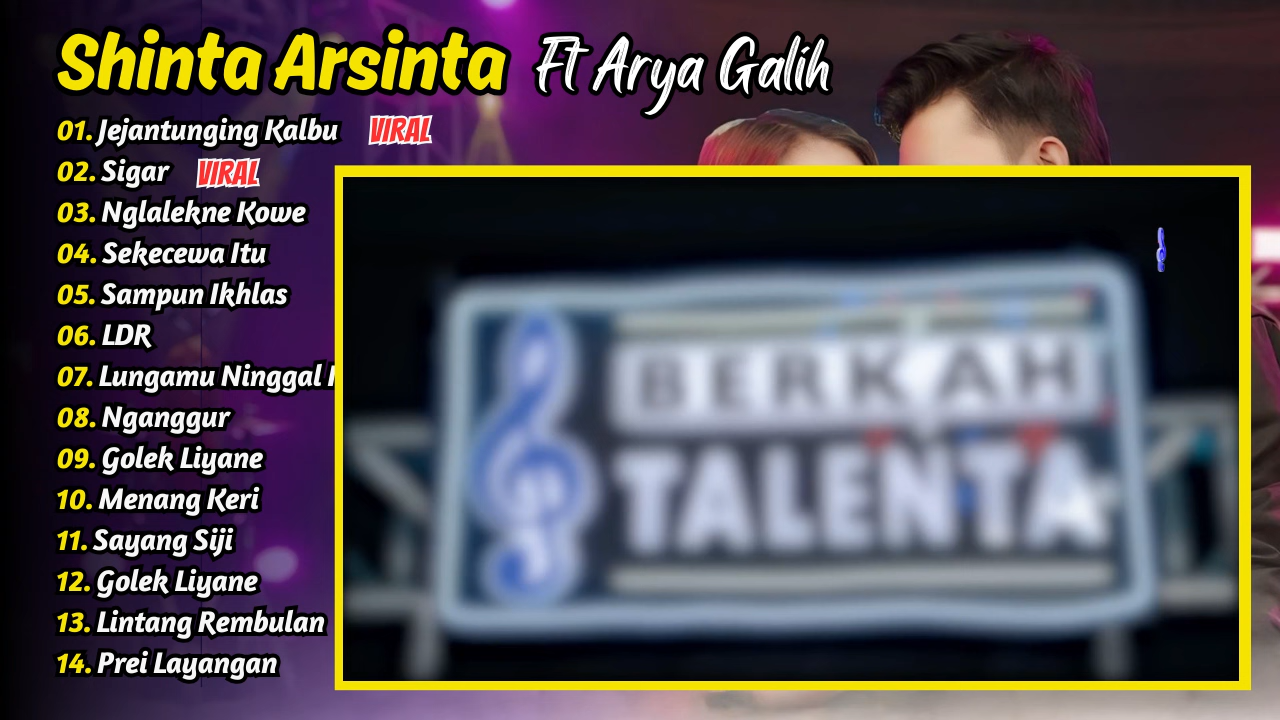 Shinta Arsinta Ft Arya Galih
01. Jejantunging Kalbu VIRAL
02. Sigar VIRAL
03. Nglalekne Kowe
04. Sekecewa Itu
05. Sampun Ikhlas
06. LDR
07. Lungamu Ninggal
08. Nganggur
09. Golek Liyane
10. Menang Keri
11. Sayang Siji
12. Golek Liyane
13. Lintang Rembulan
14. Prei Layangan
BERKAH
TALENTA